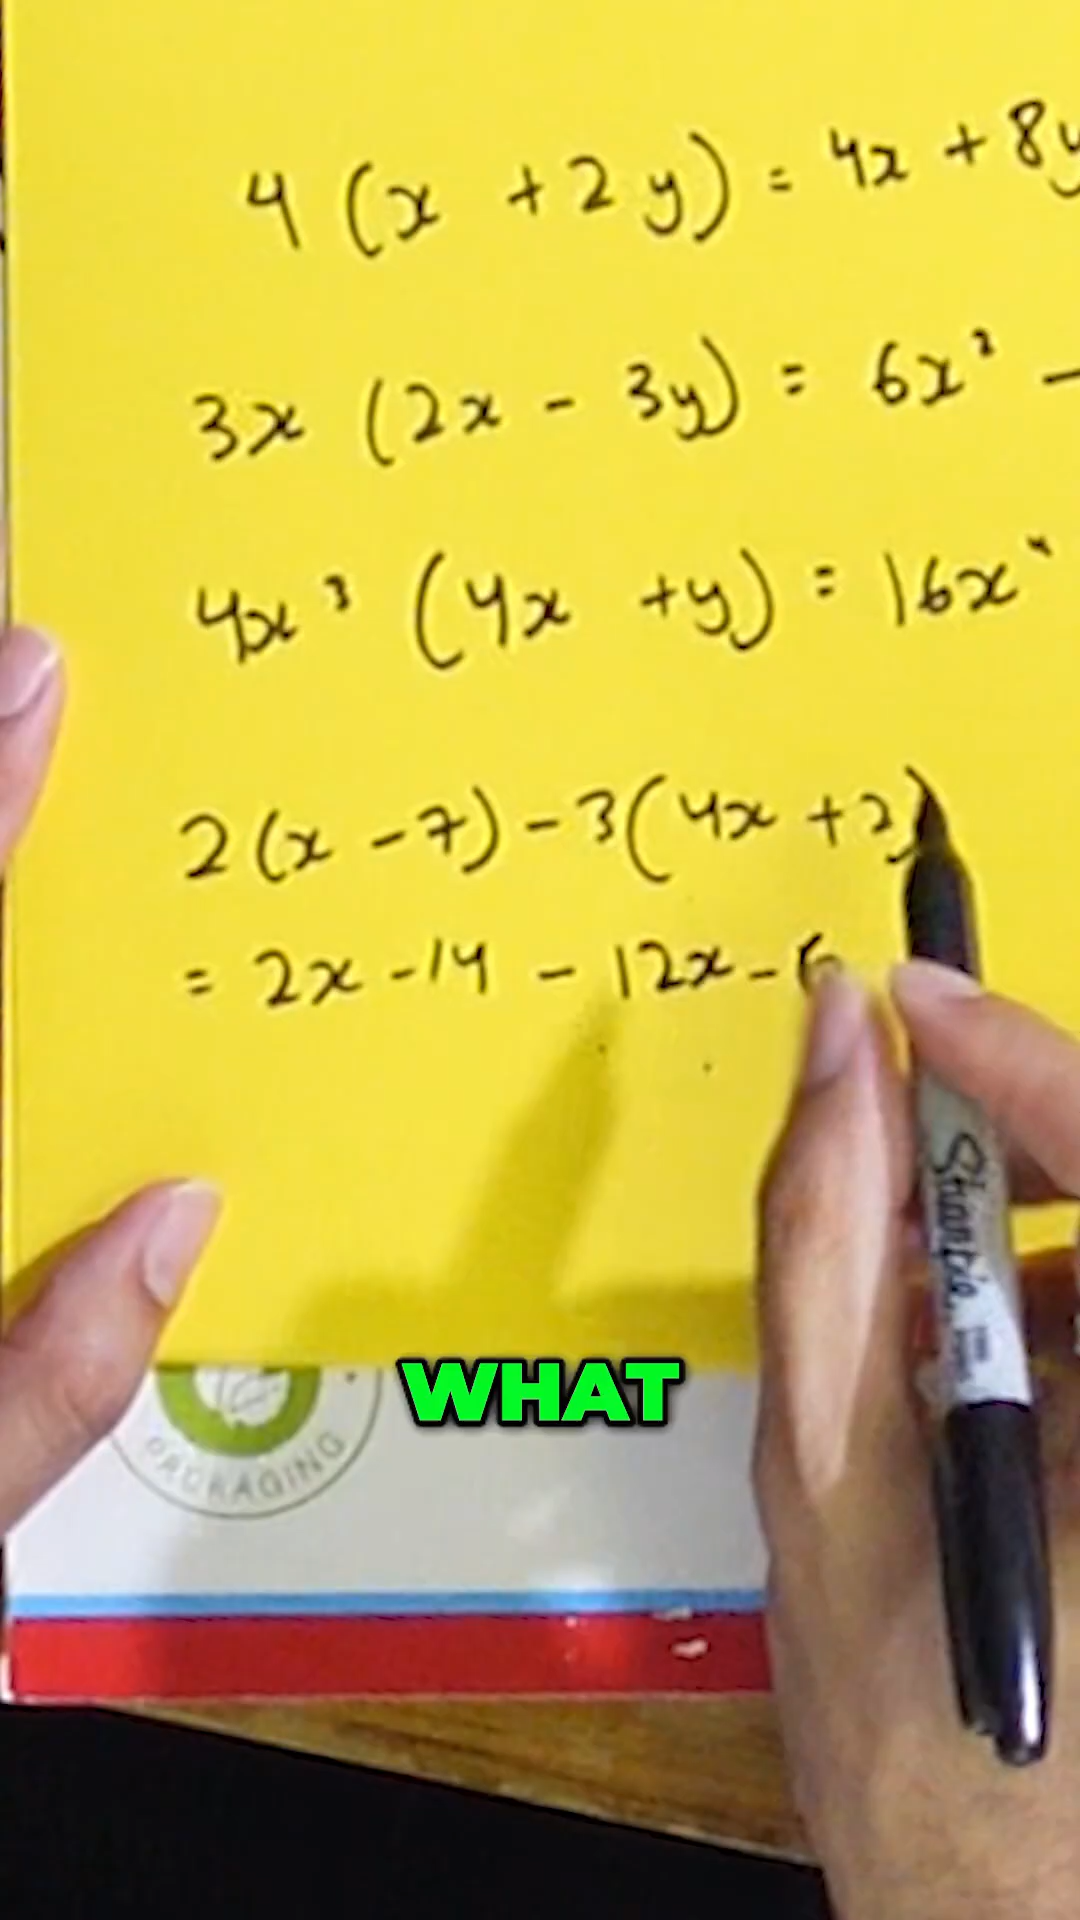 4 (x + 2y) = 4x + 8y
3x (2x - 3y) = 6x² -
4x³ (4x + y) = 16x⁴
2(x - 7) - 3(4x + 2)
= 2x - 14 - 12x - 6
WHAT
PACKAGING
Sharpie